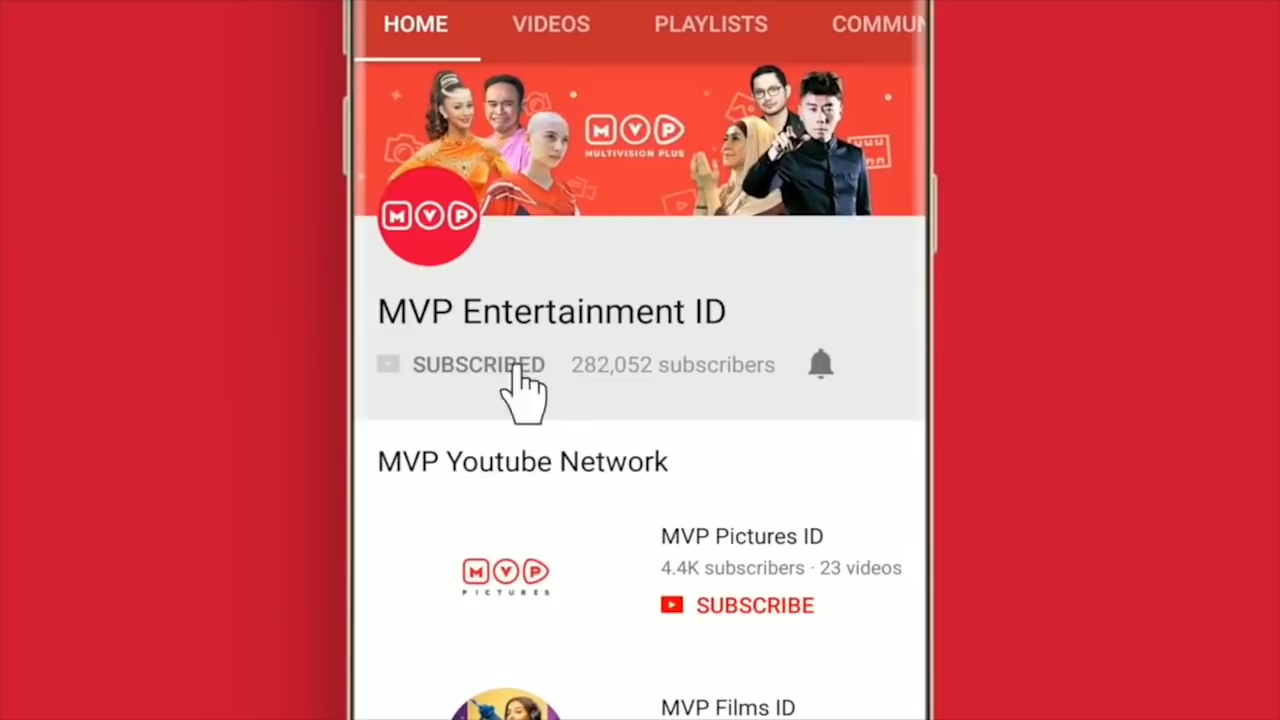 HOME VIDEOS PLAYLISTS COMMUN
MVP
MULTIVISION PLUS
MVP
MVP Entertainment ID
SUBSCRIBED 282,052 subscribers
MVP Youtube Network
MVP Pictures ID
4.4K subscribers · 23 videos
MVP
PICTURES
SUBSCRIBE
MVP Films ID